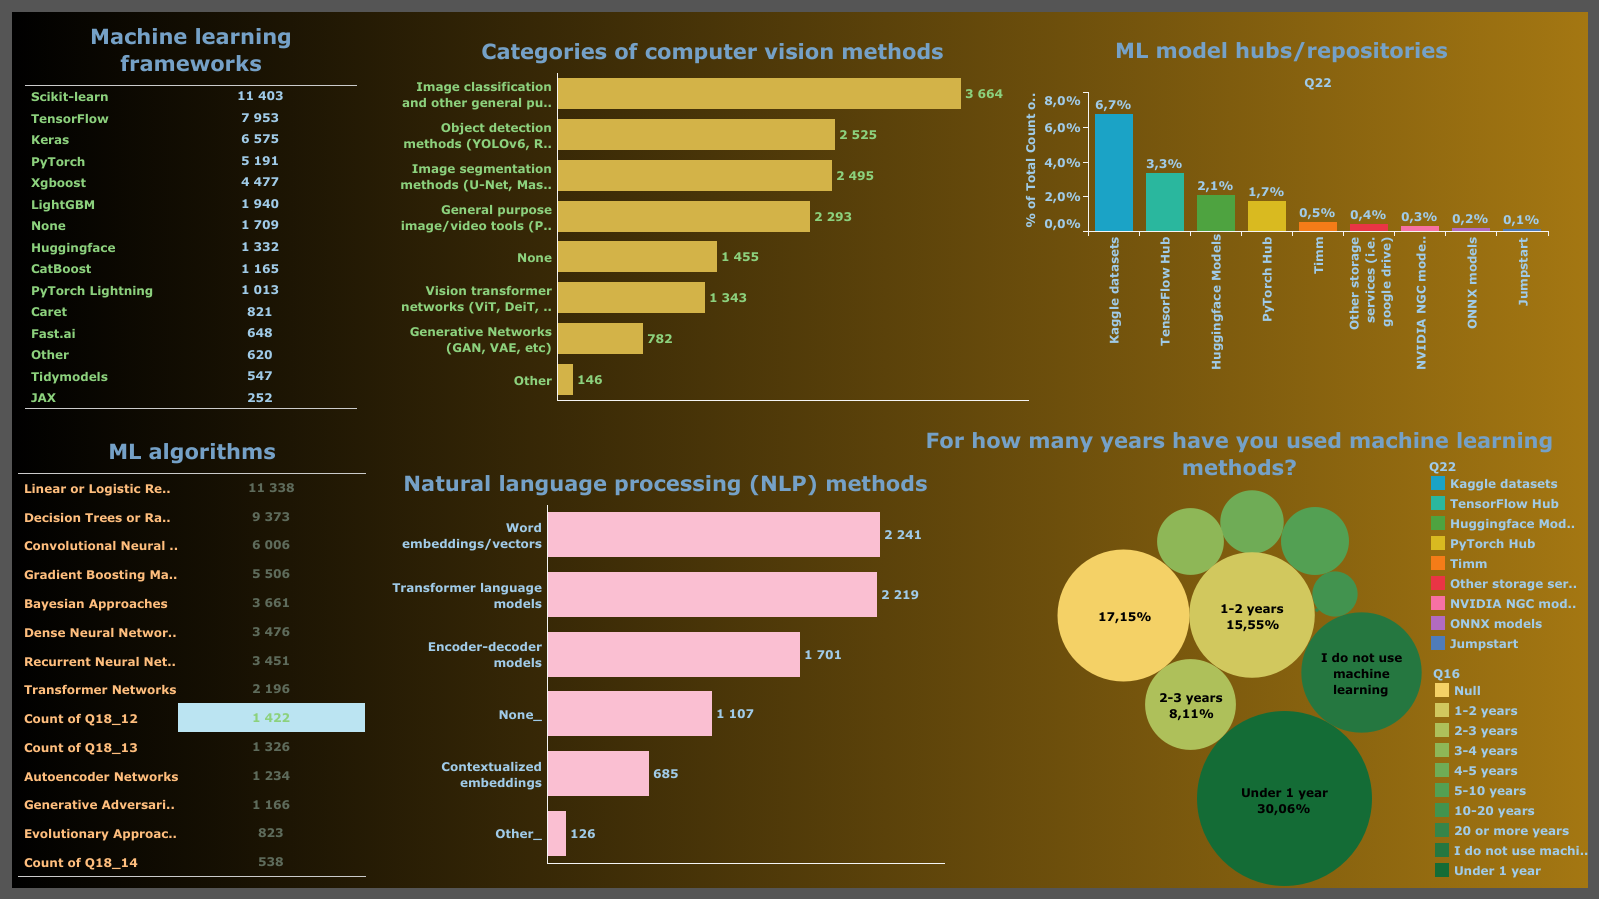 Machine learning
frameworks
Scikit-learn 11 403
TensorFlow 7 953
Keras 6 575
PyTorch 5 191
Xgboost 4 477
LightGBM 1 940
None 1 709
Huggingface 1 332
CatBoost 1 165
PyTorch Lightning 1 013
Caret 821
Fast.ai 648
Other 620
Tidymodels 547
JAX 252
Categories of computer vision methods
Image classification
and other general pu.. 3 664
Object detection
methods (YOLOv6, R.. 2 525
Image segmentation
methods (U-Net, Mas.. 2 495
General purpose
image/video tools (P.. 2 293
None 1 455
Vision transformer
networks (ViT, DeiT, .. 1 343
Generative Networks
(GAN, VAE, etc) 782
Other 146
ML model hubs/repositories
Q22
% of Total Count o..
8,0%
6,0%
4,0%
2,0%
0,0%
6,7%
3,3%
2,1%
1,7%
0,5%
0,4%
0,3%
0,2%
0,1%
Kaggle datasets
TensorFlow Hub
Huggingface Models
PyTorch Hub
Timm
Other storage
services (i.e.
google drive)
NVIDIA NGC mode..
ONNX models
Jumpstart
ML algorithms
Linear or Logistic Re.. 11 338
Decision Trees or Ra.. 9 373
Convolutional Neural .. 6 006
Gradient Boosting Ma.. 5 506
Bayesian Approaches 3 661
Dense Neural Networ.. 3 476
Recurrent Neural Net.. 3 451
Transformer Networks 2 196
Count of Q18_12 1 422
Count of Q18_13 1 326
Autoencoder Networks 1 234
Generative Adversari.. 1 166
Evolutionary Approac.. 823
Count of Q18_14 538
Natural language processing (NLP) methods
Word
embeddings/vectors 2 241
Transformer language
models 2 219
Encoder-decoder
models 1 701
None_ 1 107
Contextualized
embeddings 685
Other_ 126
For how many years have you used machine learning
methods?
17,15%
1-2 years
15,55%
I do not use
machine
learning
2-3 years
8,11%
Under 1 year
30,06%
Q22
Kaggle datasets
TensorFlow Hub
Huggingface Mod..
PyTorch Hub
Timm
Other storage ser..
NVIDIA NGC mod..
ONNX models
Jumpstart
Q16
Null
1-2 years
2-3 years
3-4 years
4-5 years
5-10 years
10-20 years
20 or more years
I do not use machi..
Under 1 year